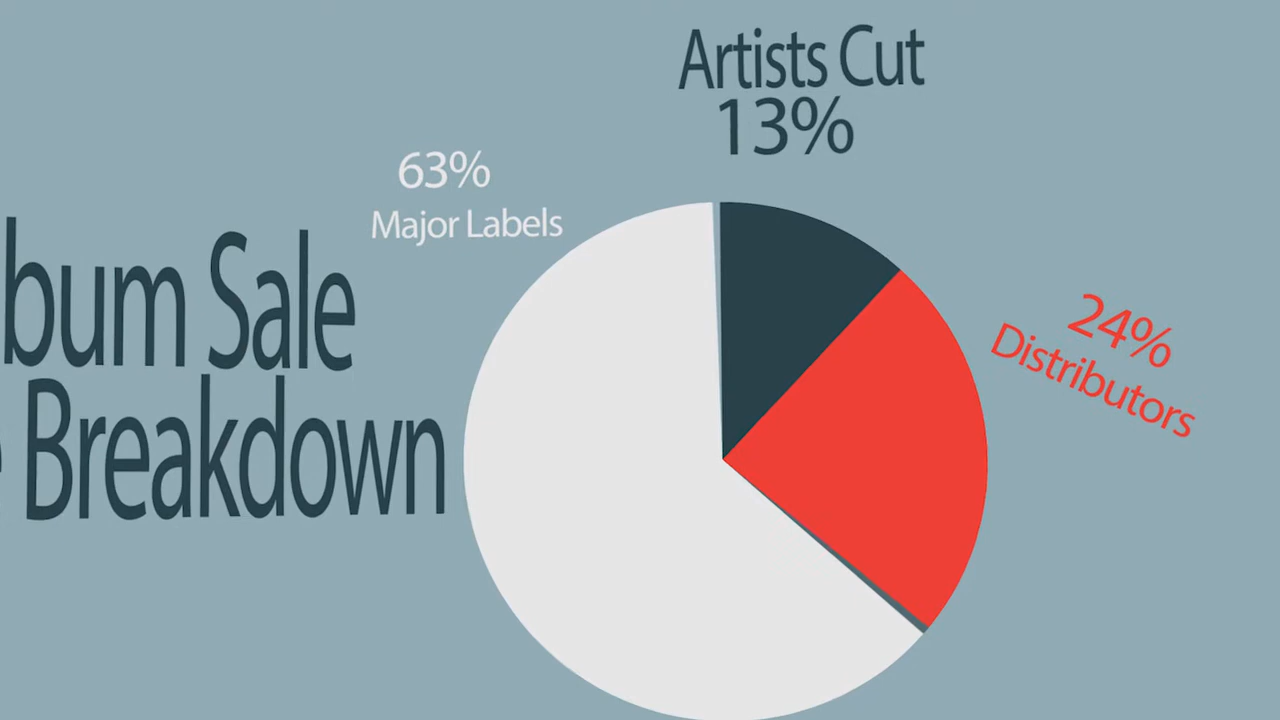 Artists Cut
13%
63%
Major Labels
24%
Distributors
bum Sale
Breakdown